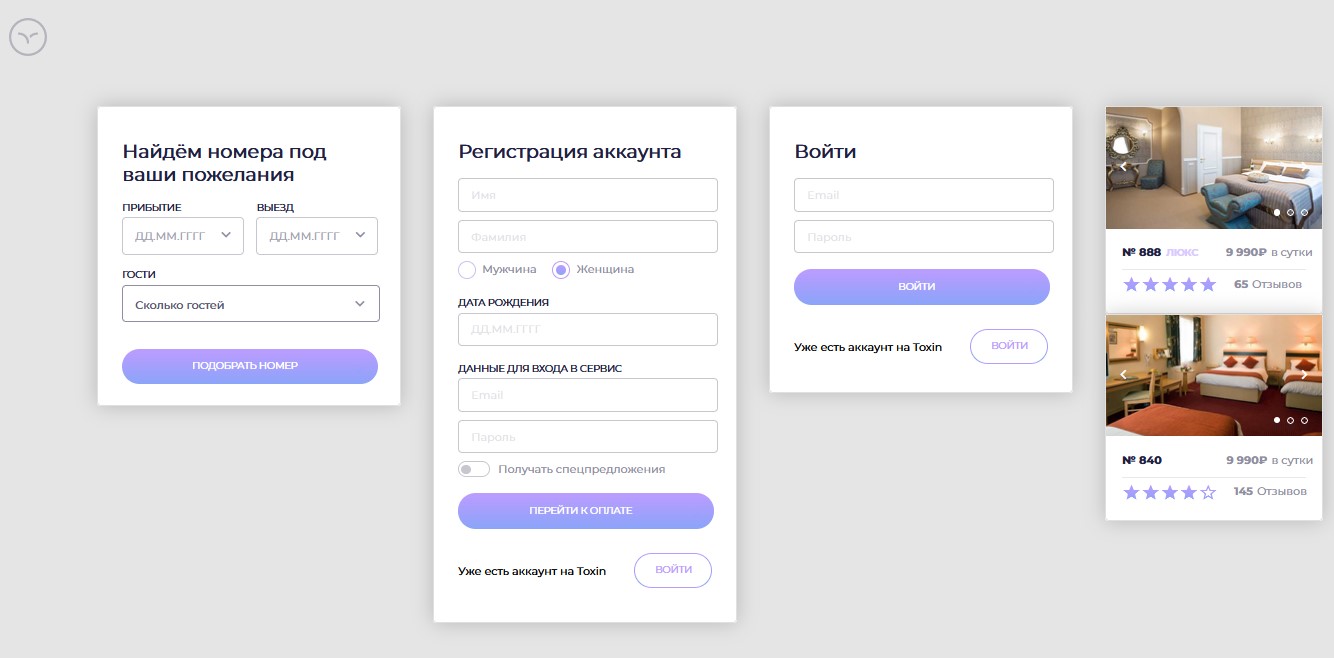 Найдём номера под
ваши пожелания
ПРИБЫТИЕ
ВЫЕЗД
ДД.ММ.ГГГГ
ДД.ММ.ГГГГ
ГОСТИ
Сколько гостей
ПОДОБРАТЬ НОМЕР
Регистрация аккаунта
Имя
Фамилия
Мужчина
Женщина
ДАТА РОЖДЕНИЯ
ДД.ММ.ГГГГ
ДАННЫЕ ДЛЯ ВХОДА В СЕРВИС
Email
Пароль
Получать спецпредложения
ПЕРЕЙТИ К ОПЛАТЕ
Уже есть аккаунт на Toxin
ВОЙТИ
Войти
Email
Пароль
ВОЙТИ
Уже есть аккаунт на Toxin
ВОЙТИ
№ 888 ЛЮКС 9 990₽ в сутки
65 Отзывов
№ 840 9 990₽ в сутки
145 Отзывов